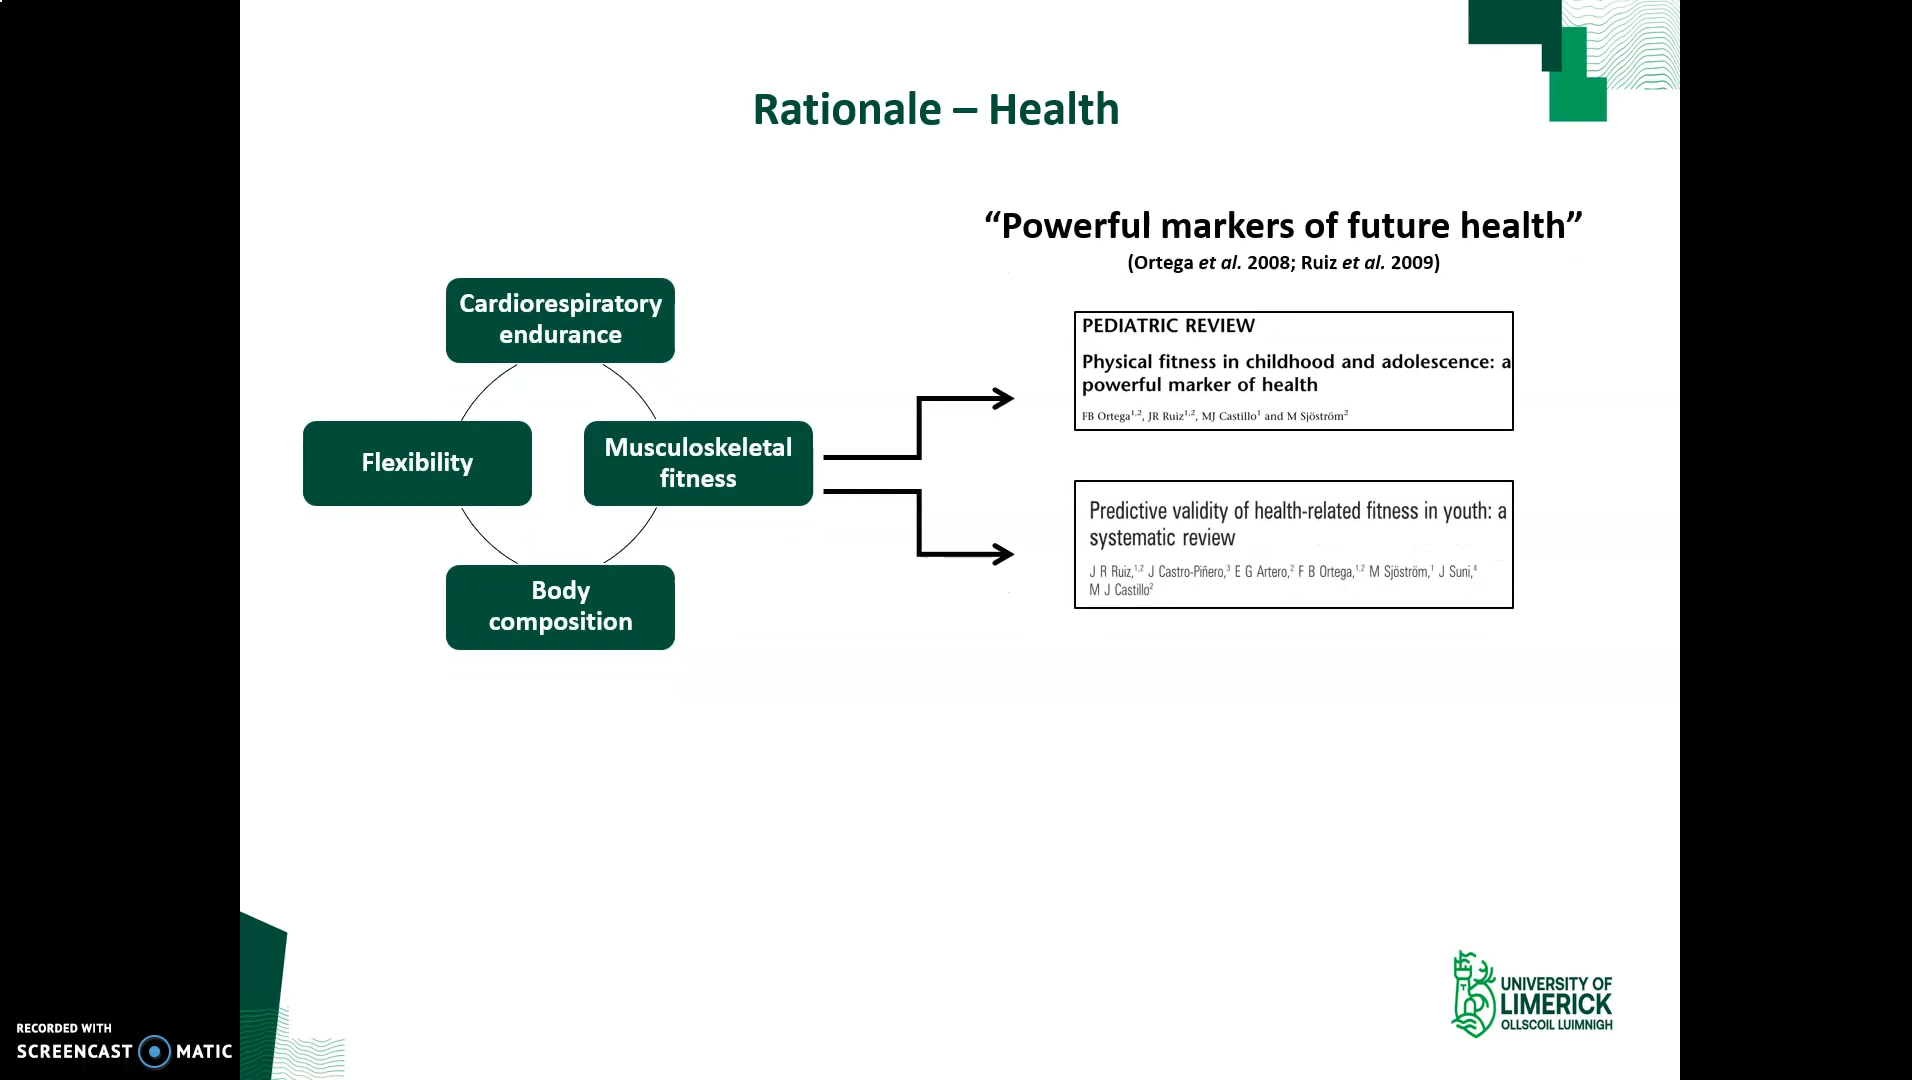 Rationale – Health
“Powerful markers of future health”
(Ortega et al. 2008; Ruiz et al. 2009)
Cardiorespiratory
endurance
Flexibility
Musculoskeletal
fitness
Body
composition
PEDIATRIC REVIEW
Physical fitness in childhood and adolescence: a
powerful marker of health
FB Ortega1,2, JR Ruiz1,2, MJ Castillo1 and M Sjöström2
Predictive validity of health-related fitness in youth: a
systematic review
J R Ruiz,1,2 J Castro-Piñero,3 E G Artero,2 F B Ortega,1,2 M Sjöström,1 J Suni,4
M J Castillo2
UNIVERSITY OF
LIMERICK
OLLSCOIL LUIMNIGH
RECORDED WITH
SCREENCAST MATIC